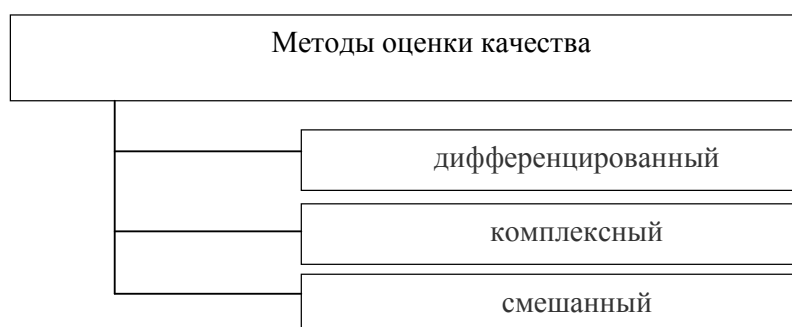 Методы оценки качества
дифференцированный
комплексный
смешанный